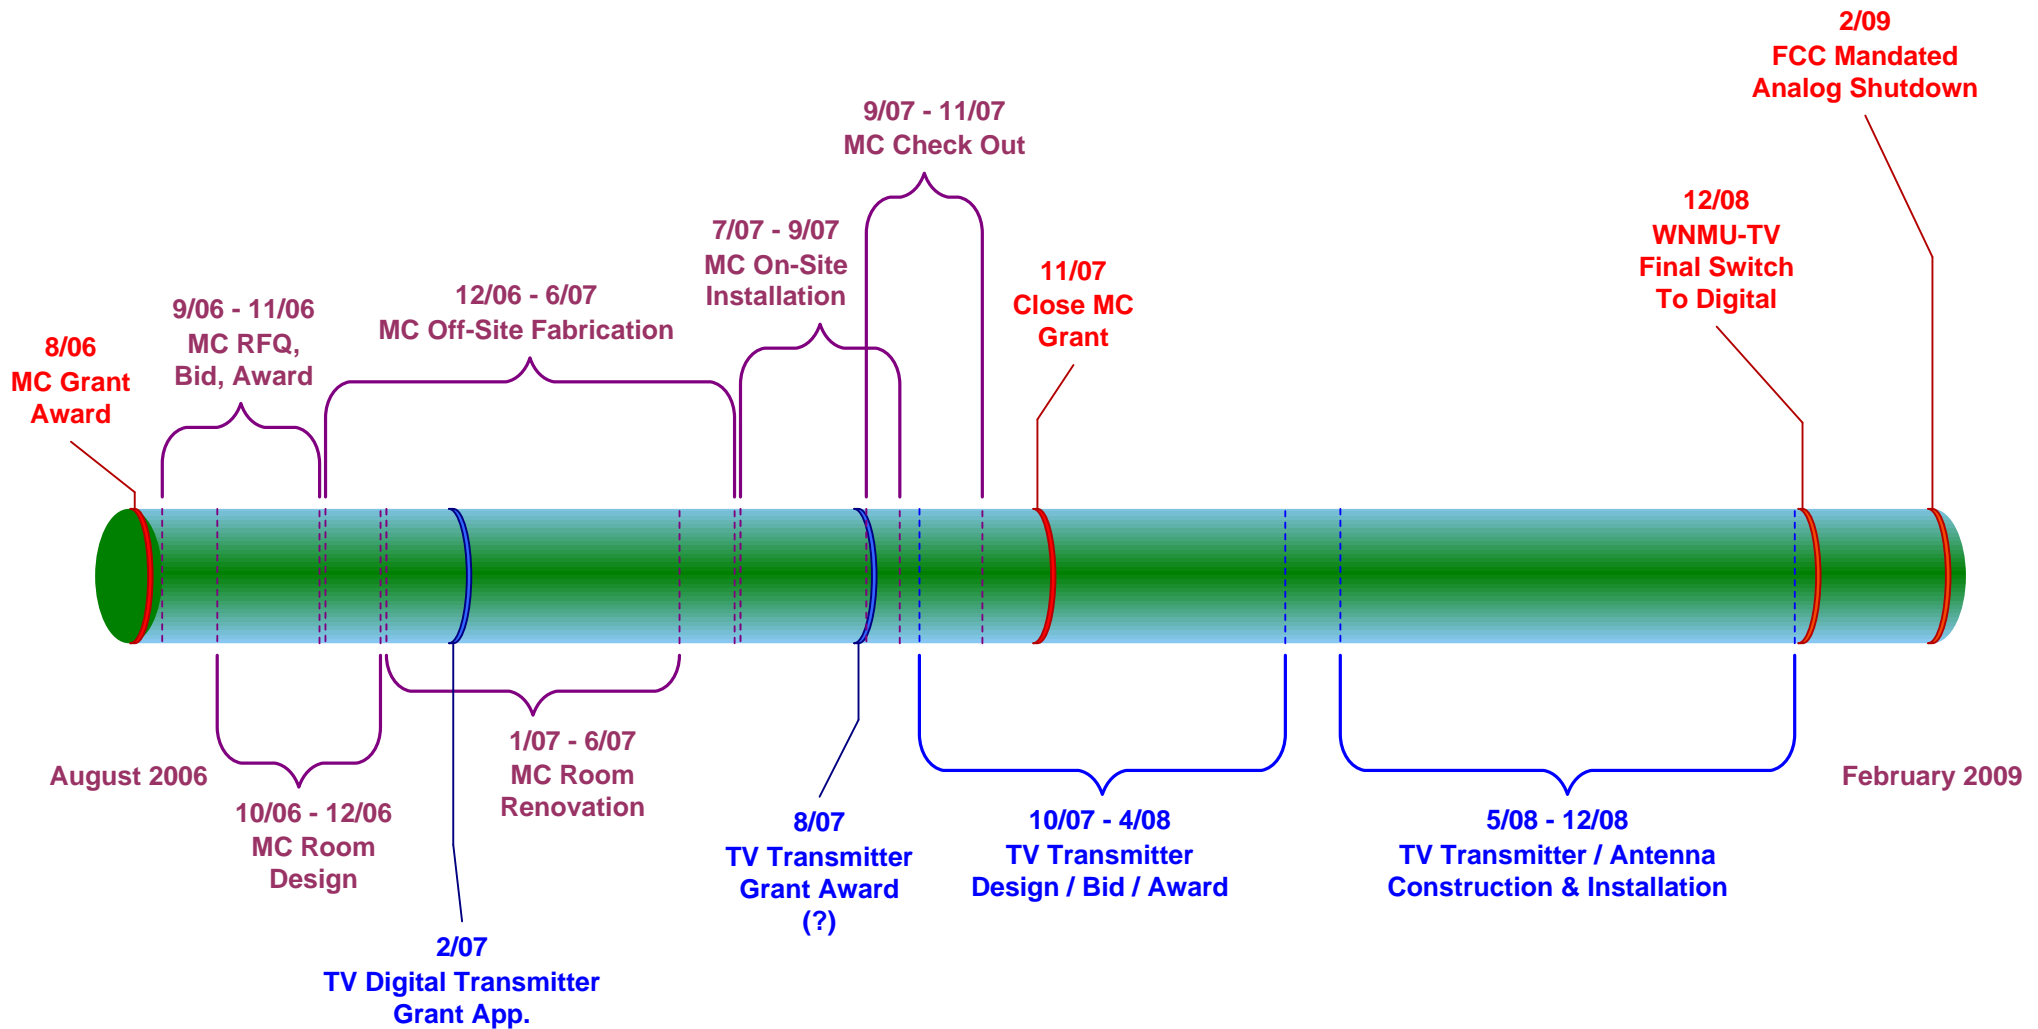 2/09
FCC Mandated
Analog Shutdown
9/07 - 11/07
MC Check Out
12/08
WNMU-TV
Final Switch
To Digital
7/07 - 9/07
MC On-Site
Installation
11/07
Close MC
Grant
12/06 - 6/07
MC Off-Site Fabrication
9/06 - 11/06
MC RFQ,
Bid, Award
8/06
MC Grant
Award
August 2006
February 2009
10/06 - 12/06
MC Room
Design
1/07 - 6/07
MC Room
Renovation
2/07
TV Digital Transmitter
Grant App.
8/07
TV Transmitter
Grant Award
(?)
10/07 - 4/08
TV Transmitter
Design / Bid / Award
5/08 - 12/08
TV Transmitter / Antenna
Construction & Installation